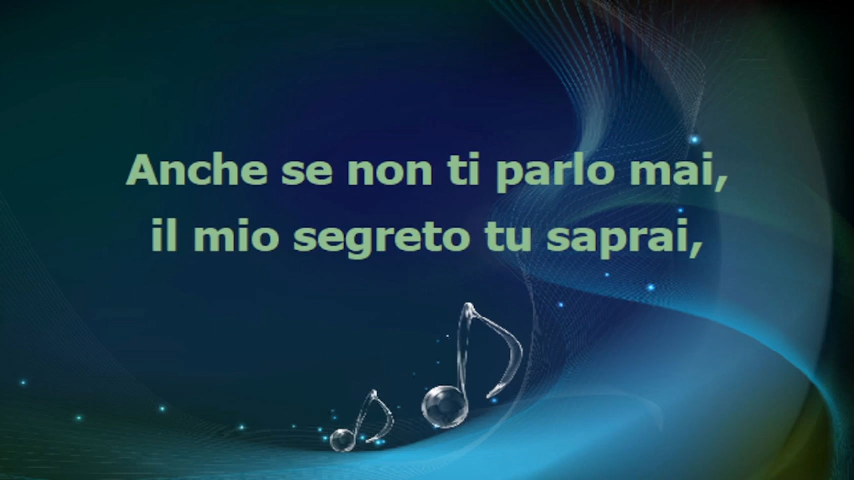 Anche se non ti parlo mai,
il mio segreto tu saprai,